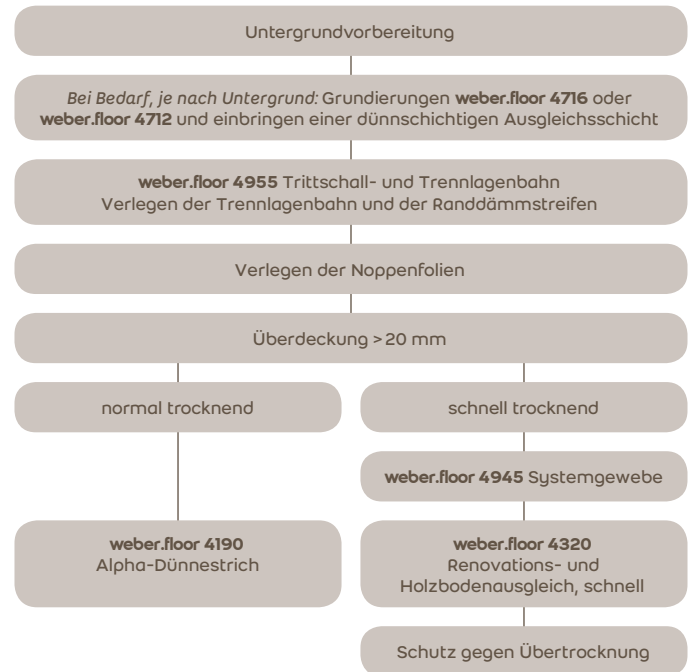 Untergrundvorbereitung
Bei Bedarf, je nach Untergrund: Grundierungen weber.floor 4716 oder
weber.floor 4712 und einbringen einer dünnschichtigen Ausgleichsschicht
weber.floor 4955 Trittschall- und Trennlagenbahn
Verlegen der Trennlagenbahn und der Randdämmstreifen
Verlegen der Noppenfolien
Überdeckung > 20 mm
normal trocknend
schnell trocknend
weber.floor 4945 Systemgewebe
weber.floor 4190
Alpha-Dünnestrich
weber.floor 4320
Renovations- und
Holzbodenausgleich, schnell
Schutz gegen Übertrocknung